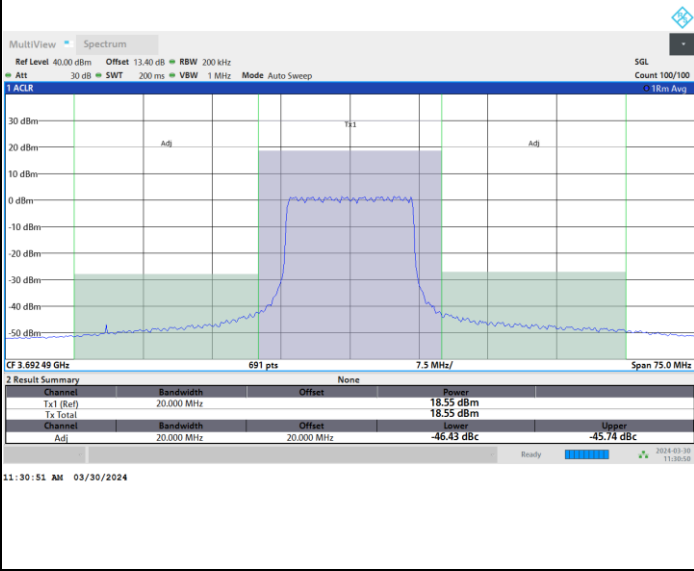 MultiView Spectrum
Ref Level 40.00 dBm Offset 13.40 dB RBW 200 kHz SGL
Att 30 dB SWT 200 ms VBW 1 MHz Mode Auto Sweep Count 100/100
1 ACLR 1Rm Avg
Tx1
Adj Adj
30 dBm
20 dBm
10 dBm
0 dBm
-10 dBm
-20 dBm
-30 dBm
-40 dBm
-50 dBm
CF 3.692 49 GHz 691 pts 7.5 MHz/ Span 75.0 MHz
2 Result Summary None
Channel Bandwidth Offset Power
Tx1 (Ref) 20.000 MHz 18.55 dBm
Tx Total 18.55 dBm
Channel Bandwidth Offset Lower Upper
Adj 20.000 MHz 20.000 MHz -46.43 dBc -45.74 dBc
Ready 2024-03-30
11:30:50
11:30:51 AM 03/30/2024